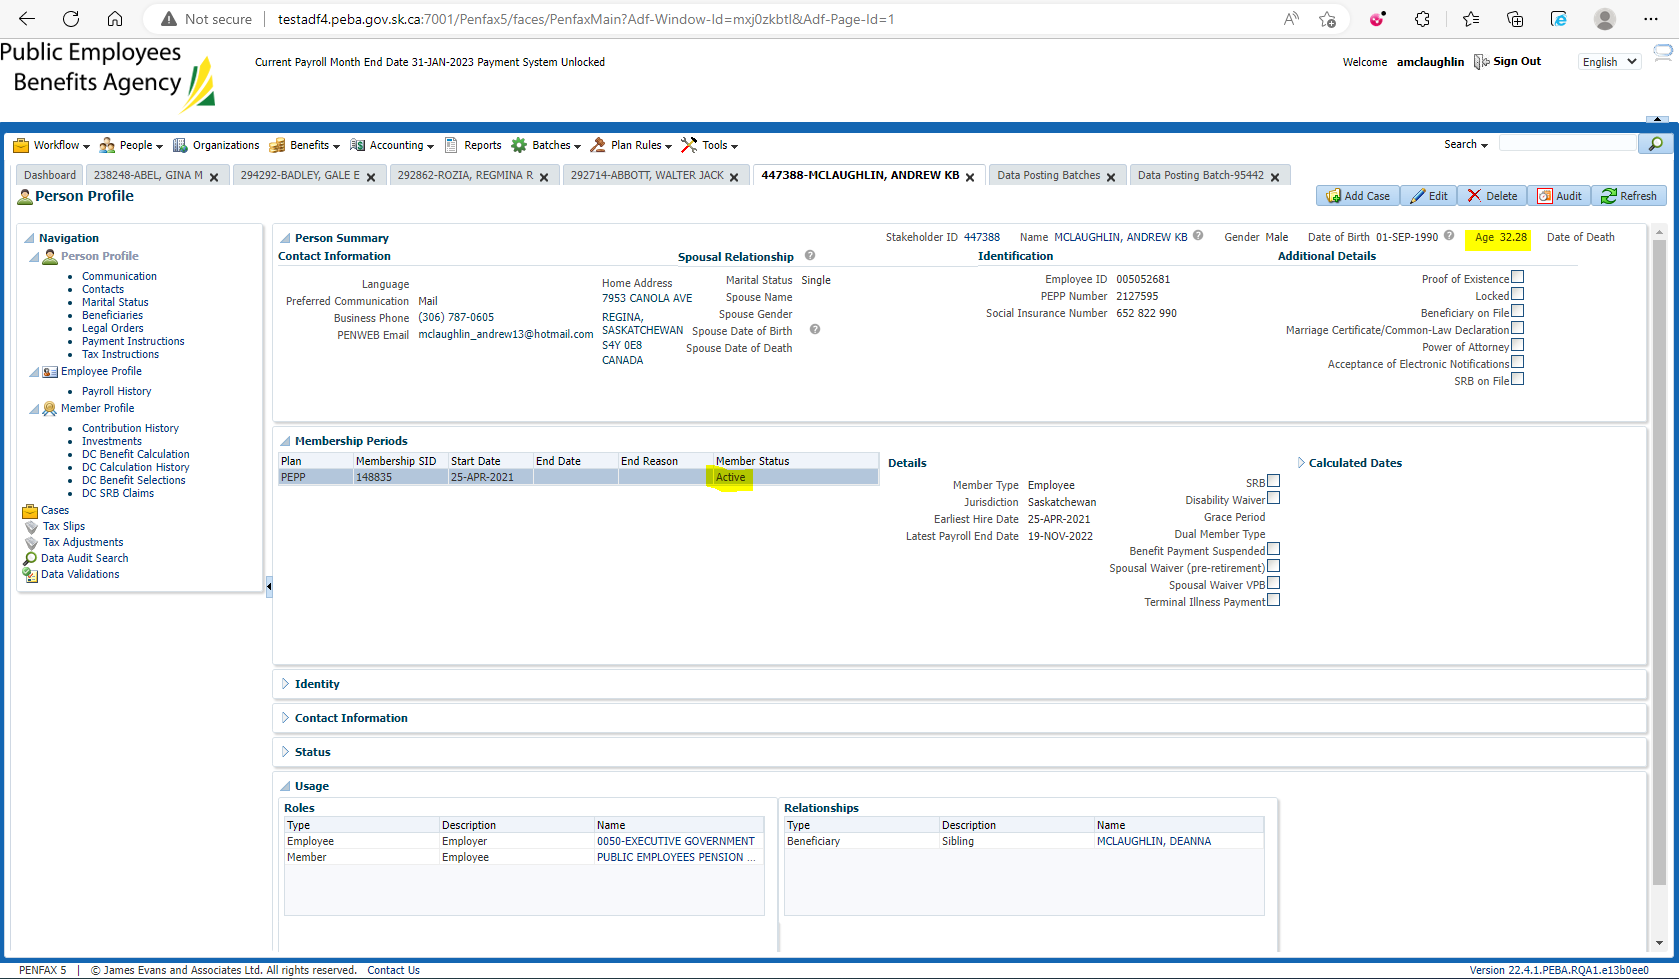 Not secure | testadf4.peba.gov.sk.ca:7001/Penfax5/faces/PenfaxMain?Adf-Window-Id=mxj0zkbtl&Adf-Page-Id=1
Public Employees
Benefits Agency
Current Payroll Month End Date 31-JAN-2023 Payment System Unlocked
Welcome amclaughlin Sign Out English
Workflow People Organizations Benefits Accounting Reports Batches Plan Rules Tools Search
Dashboard 238248-ABEL, GINA M 294292-BADLEY, GALE E 292862-ROZIA, REGMINA R 292714-ABBOTT, WALTER JACK 447388-MCLAUGHLIN, ANDREW KB Data Posting Batches Data Posting Batch-95442
Person Profile
Add Case Edit Delete Audit Refresh
Navigation
Person Profile
Communication
Contacts
Marital Status
Beneficiaries
Legal Orders
Payment Instructions
Tax Instructions
Employee Profile
Payroll History
Member Profile
Contribution History
Investments
DC Benefit Calculation
DC Calculation History
DC Benefit Selections
DC SRB Claims
Cases
Tax Slips
Tax Adjustments
Data Audit Search
Data Validations
Person Summary
Stakeholder ID 447388 Name MCLAUGHLIN, ANDREW KB Gender Male Date of Birth 01-SEP-1990 Age 32.28 Date of Death
Contact Information
Language
Preferred Communication Mail
Business Phone (306) 787-0605
PENWEB Email mclaughlin_andrew13@hotmail.com
Home Address
7953 CANOLA AVE
REGINA,
SASKATCHEWAN
S4Y 0E8
CANADA
Spousal Relationship
Marital Status Single
Spouse Name
Spouse Gender
Spouse Date of Birth
Spouse Date of Death
Identification
Employee ID 005052681
PEPP Number 2127595
Social Insurance Number 652 822 990
Additional Details
Proof of Existence
Locked
Beneficiary on File
Marriage Certificate/Common-Law Declaration
Power of Attorney
Acceptance of Electronic Notifications
SRB on File
Membership Periods
Plan Membership SID Start Date End Date End Reason Member Status
PEPP 148835 25-APR-2021 Active
Details
Member Type Employee
Jurisdiction Saskatchewan
Earliest Hire Date 25-APR-2021
Latest Payroll End Date 19-NOV-2022
SRB
Disability Waiver
Grace Period
Dual Member Type
Benefit Payment Suspended
Spousal Waiver (pre-retirement)
Spousal Waiver VPB
Terminal Illness Payment
Calculated Dates
Identity
Contact Information
Status
Usage
Roles
Type Description Name
Employee Employer 0050-EXECUTIVE GOVERNMENT
Member Employee PUBLIC EMPLOYEES PENSION ...
Relationships
Type Description Name
Beneficiary Sibling MCLAUGHLIN, DEANNA
PENFAX 5 | © James Evans and Associates Ltd. All rights reserved. Contact Us
Version 22.4.1.PEBA.RQA1.e13b0ee0